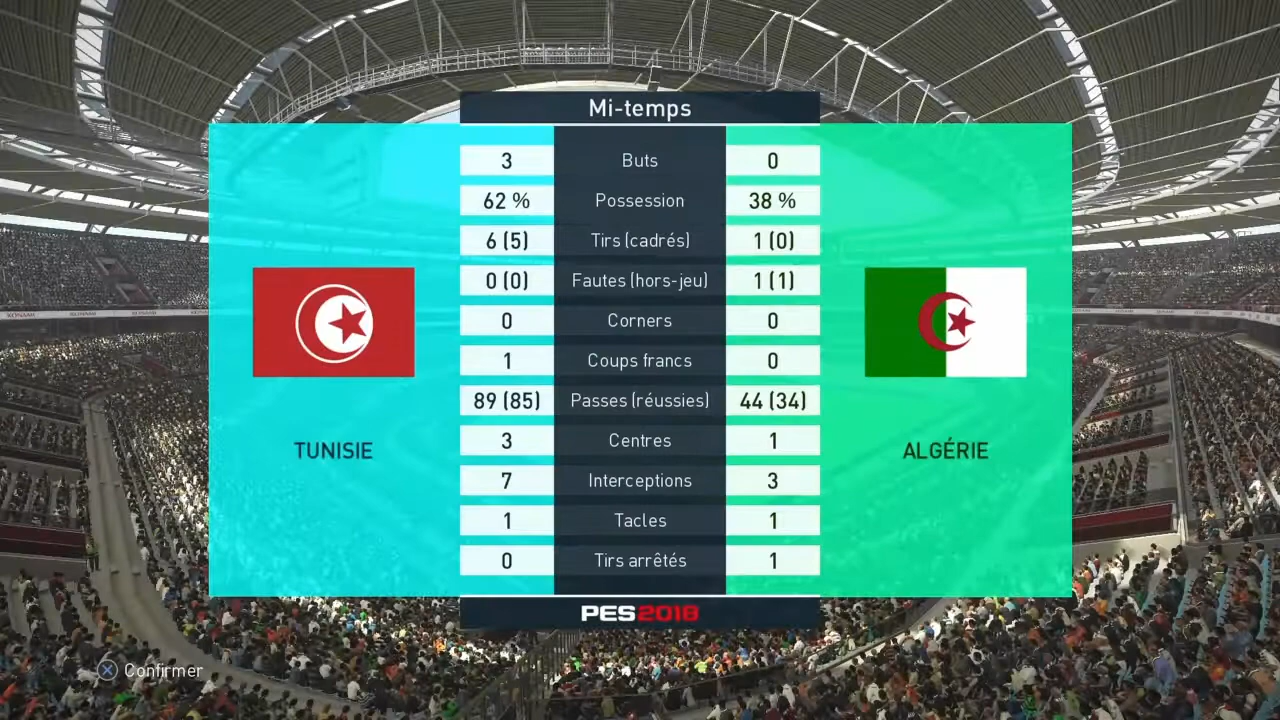 Mi-temps
3 Buts 0
62 % Possession 38 %
6 (5) Tirs (cadrés) 1 (0)
0 (0) Fautes (hors-jeu) 1 (1)
0 Corners 0
1 Coups francs 0
89 (85) Passes (réussies) 44 (34)
3 Centres 1
7 Interceptions 3
1 Tacles 1
0 Tirs arrêtés 1
TUNISIE
ALGÉRIE
PES2018
Confirmer